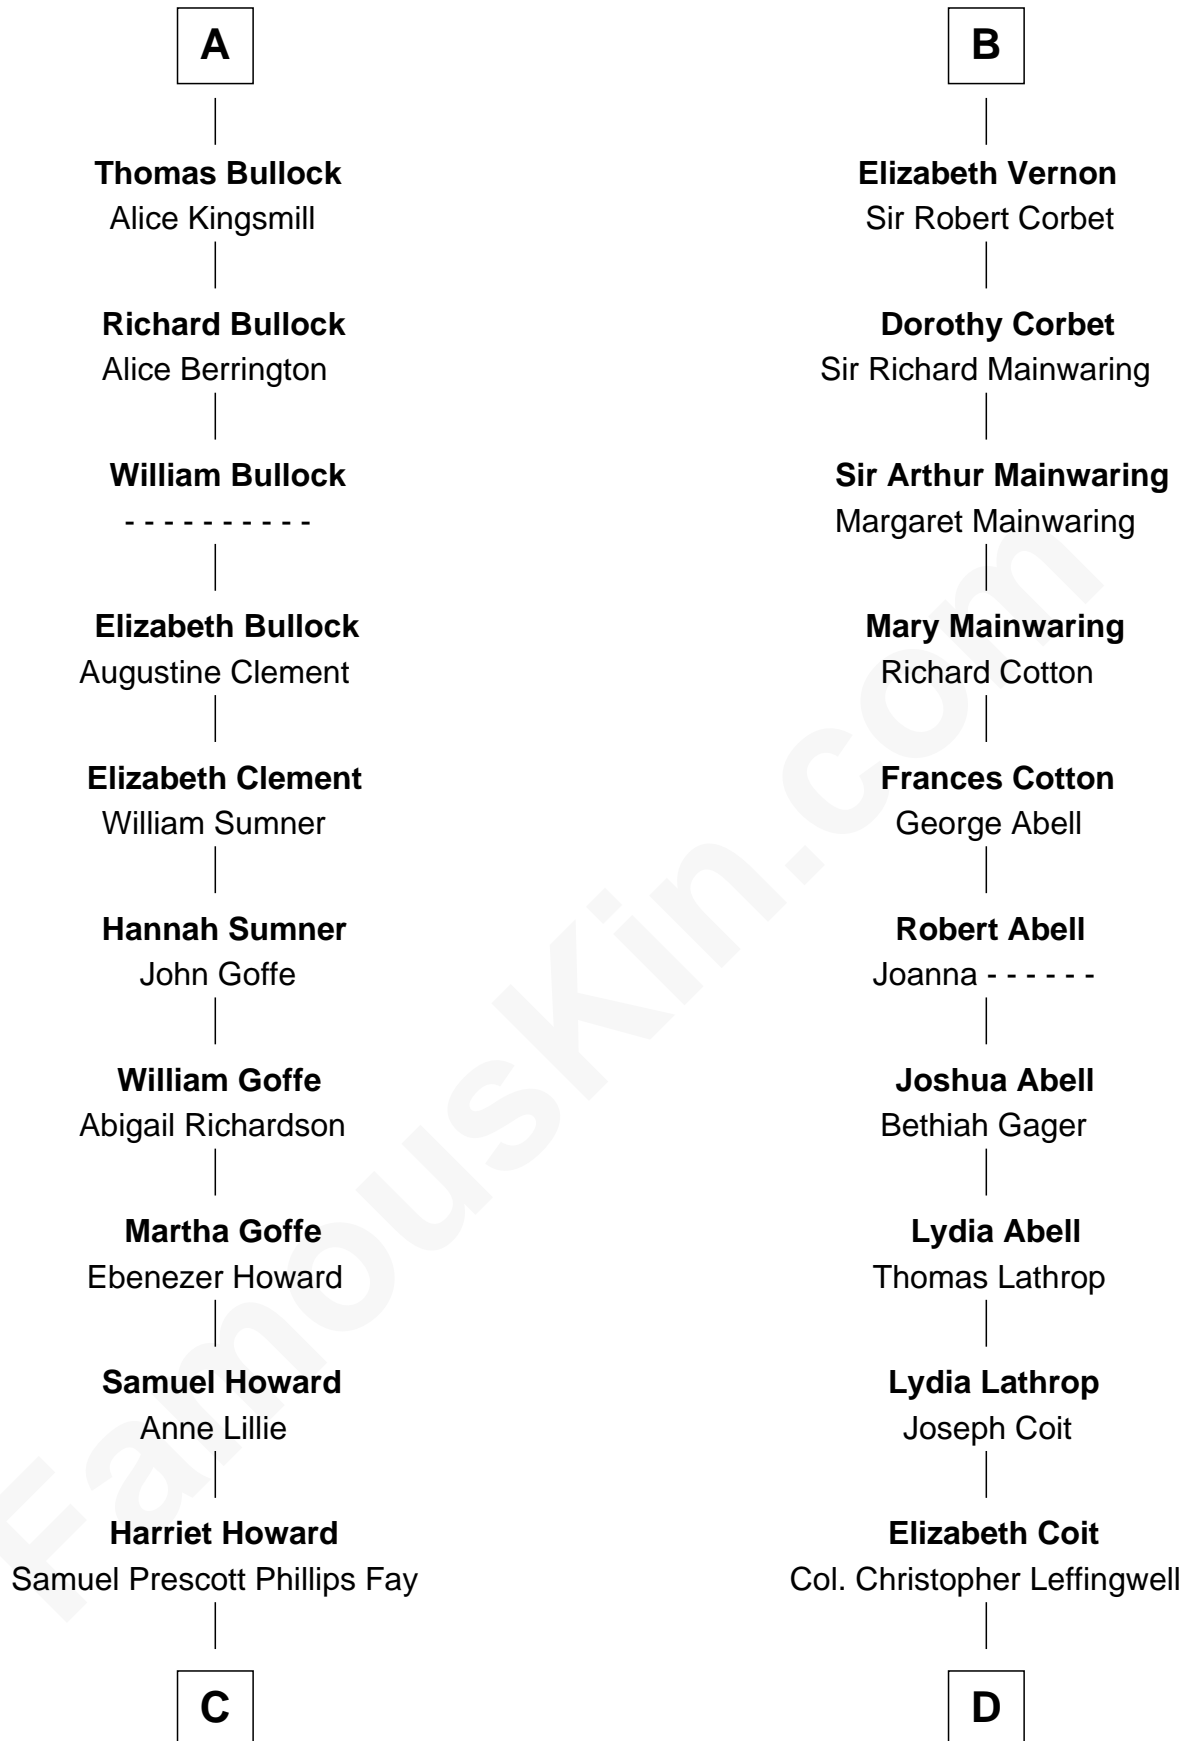 A
Thomas Bullock
Alice Kingsmill
Richard Bullock
Alice Berrington
William Bullock
- - - - - - - - - -
Elizabeth Bullock
Augustine Clement
Elizabeth Clement
William Sumner
Hannah Sumner
John Goffe
William Goffe
Abigail Richardson
Martha Goffe
Ebenezer Howard
Samuel Howard
Anne Lillie
Harriet Howard
Samuel Prescott Phillips Fay
C
B
Elizabeth Vernon
Sir Robert Corbet
Dorothy Corbet
Sir Richard Mainwaring
Sir Arthur Mainwaring
Margaret Mainwaring
Mary Mainwaring
Richard Cotton
Frances Cotton
George Abell
Robert Abell
Joanna - - - - - -
Joshua Abell
Bethiah Gager
Lydia Abell
Thomas Lathrop
Lydia Lathrop
Joseph Coit
Elizabeth Coit
Col. Christopher Leffingwell
D
FamousKin.com